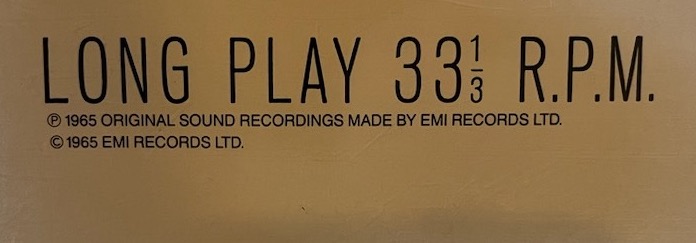 LONG PLAY 33⅓ R.P.M.
℗ 1965 ORIGINAL SOUND RECORDINGS MADE BY EMI RECORDS LTD.
© 1965 EMI RECORDS LTD.